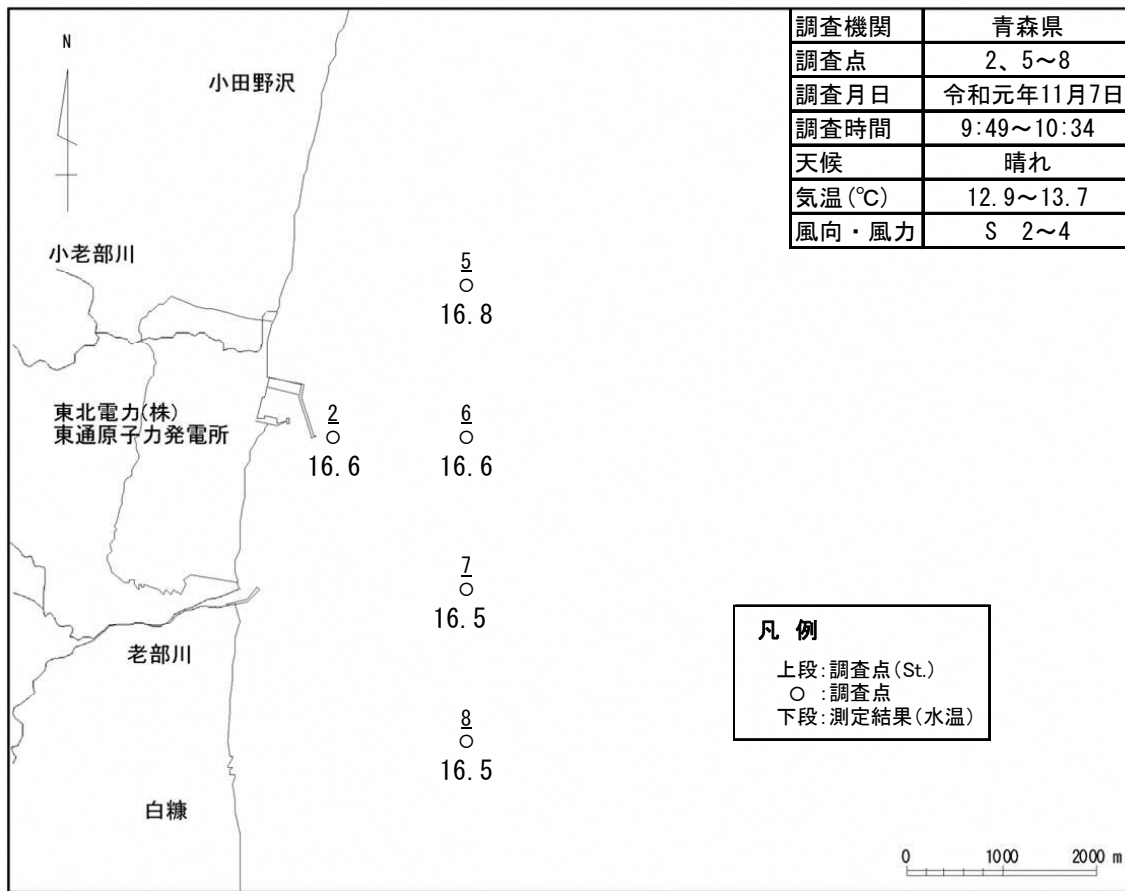 調査機関 青森県
調査点 2、5～8
調査月日 令和元年11月7日
調査時間 9:49～10:34
天候 晴れ
気温(℃) 12.9～13.7
風向・風力 S 2～4
N
小田野沢
小老部川
5
16.8
東北電力(株)
東通原子力発電所
2
16.6
6
16.6
7
16.5
老部川
8
16.5
白糠
凡 例
上段:調査点(St.)
○ :調査点
下段:測定結果(水温)
0 1000 2000 m